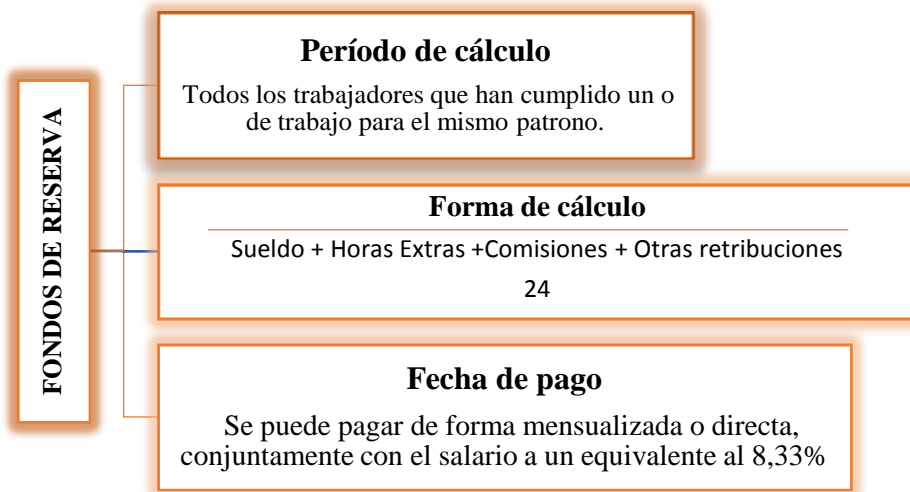 FONDOS DE RESERVA
Período de cálculo
Todos los trabajadores que han cumplido un o
de trabajo para el mismo patrono.
Forma de cálculo
Sueldo + Horas Extras +Comisiones + Otras retribuciones
24
Fecha de pago
Se puede pagar de forma mensualizada o directa,
conjuntamente con el salario a un equivalente al 8,33%